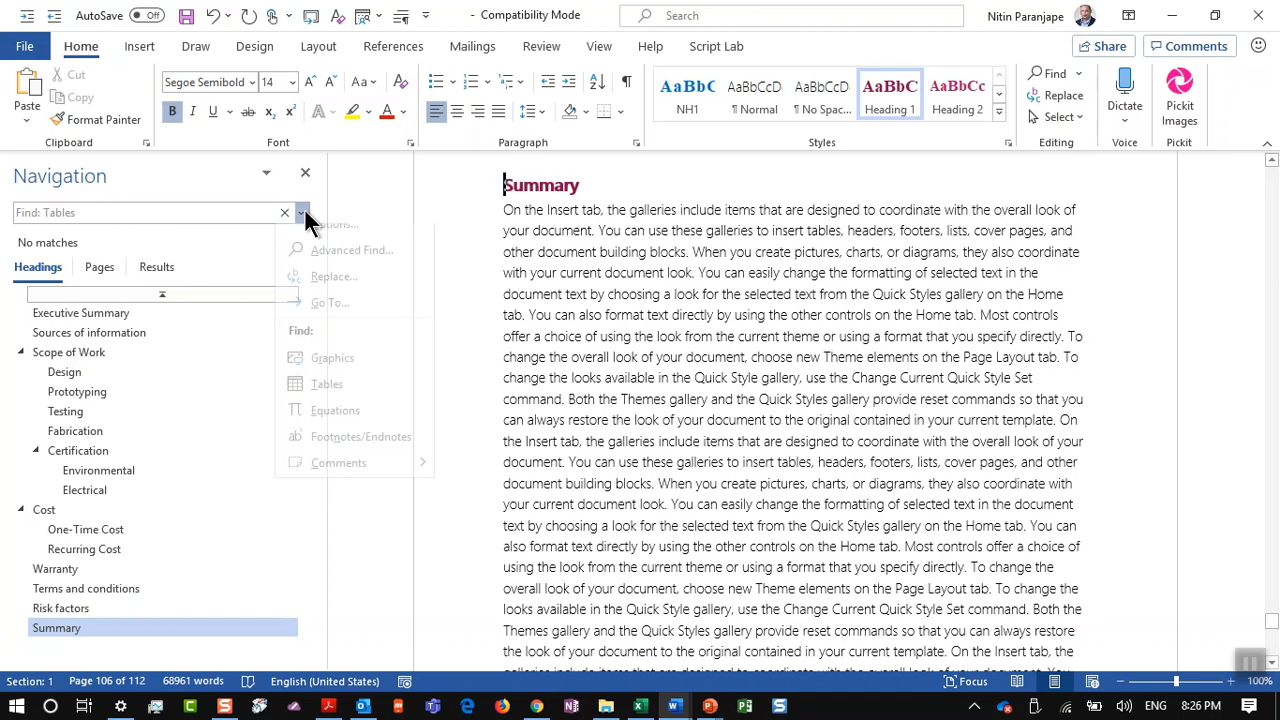 AutoSave Off
- Compatibility Mode
Search
Nitin Paranjape
File Home Insert Draw Design Layout References Mailings Review View Help Script Lab
Share Comments
Paste
Cut
Copy
Format Painter
Clipboard
Segoe Semibold 14
Aa
B I U ab x₂ x²
A A
Font
Paragraph
AaBbC
NH1
AaBbCcD
¶ Normal
AaBbCcD
¶ No Spac...
AaBbC
Heading 1
AaBbCc
Heading 2
Styles
Find
Replace
Select
Editing
Dictate
Voice
Pickit
Images
Pickit
Navigation
Find: Tables
No matches
Headings Pages Results
Executive Summary
Sources of information
Scope of Work
Design
Prototyping
Testing
Fabrication
Certification
Environmental
Electrical
Cost
One-Time Cost
Recurring Cost
Warranty
Terms and conditions
Risk factors
Summary
Advanced Find...
Replace...
Go To...
Find:
Graphics
Tables
Equations
Footnotes/Endnotes
Comments
Summary
On the Insert tab, the galleries include items that are designed to coordinate with the overall look of
your document. You can use these galleries to insert tables, headers, footers, lists, cover pages, and
other document building blocks. When you create pictures, charts, or diagrams, they also coordinate
with your current document look. You can easily change the formatting of selected text in the
document text by choosing a look for the selected text from the Quick Styles gallery on the Home
tab. You can also format text directly by using the other controls on the Home tab. Most controls
offer a choice of using the look from the current theme or using a format that you specify directly. To
change the overall look of your document, choose new Theme elements on the Page Layout tab. To
change the looks available in the Quick Style gallery, use the Change Current Quick Style Set
command. Both the Themes gallery and the Quick Styles gallery provide reset commands so that you
can always restore the look of your document to the original contained in your current template. On
the Insert tab, the galleries include items that are designed to coordinate with the overall look of your
document. You can use these galleries to insert tables, headers, footers, lists, cover pages, and other
document building blocks. When you create pictures, charts, or diagrams, they also coordinate with
your current document look. You can easily change the formatting of selected text in the document
text by choosing a look for the selected text from the Quick Styles gallery on the Home tab. You can
also format text directly by using the other controls on the Home tab. Most controls offer a choice of
using the look from the current theme or using a format that you specify directly. To change the
overall look of your document, choose new Theme elements on the Page Layout tab. To change the
looks available in the Quick Style gallery, use the Change Current Quick Style Set command. Both the
Themes gallery and the Quick Styles gallery provide reset commands so that you can always restore
the look of your document to the original contained in your current template. On the Insert tab, the
galleries include items that are designed to coordinate with the overall look of your document. You
Section: 1 Page 106 of 112 68961 words English (United States) Focus 100%
ENG 8:26 PM